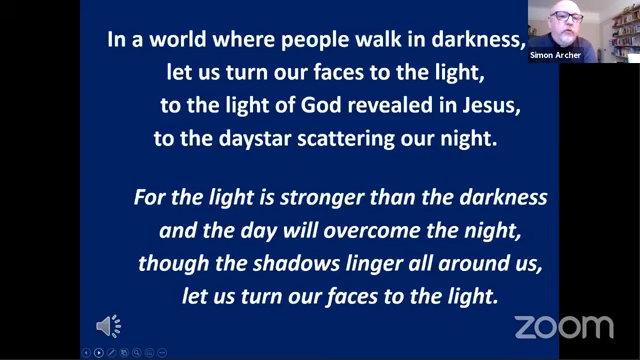 In a world where people walk in darkness,
let us turn our faces to the light,
to the light of God revealed in Jesus,
to the daystar scattering our night.
For the light is stronger than the darkness
and the day will overcome the night,
though the shadows linger all around us,
let us turn our faces to the light.
Simon Archer
zoom